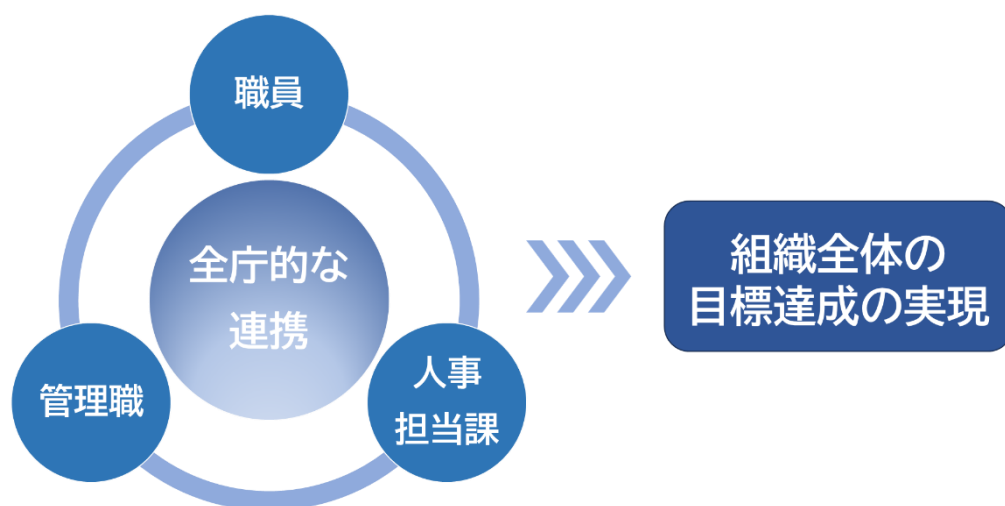 職員
全庁的な
連携
管理職
人事
担当課
組織全体の
目標達成の実現